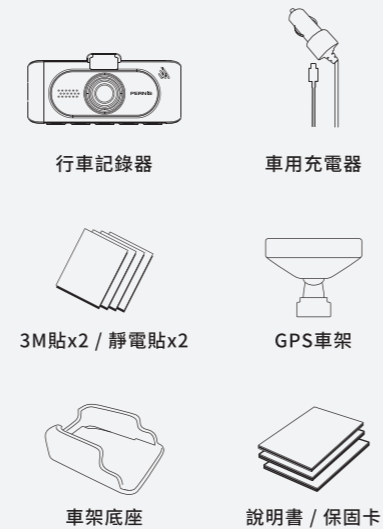 PERNIS
行車記錄器
車用充電器
3M貼x2 / 靜電貼x2
GPS車架
車架底座
說明書 / 保固卡